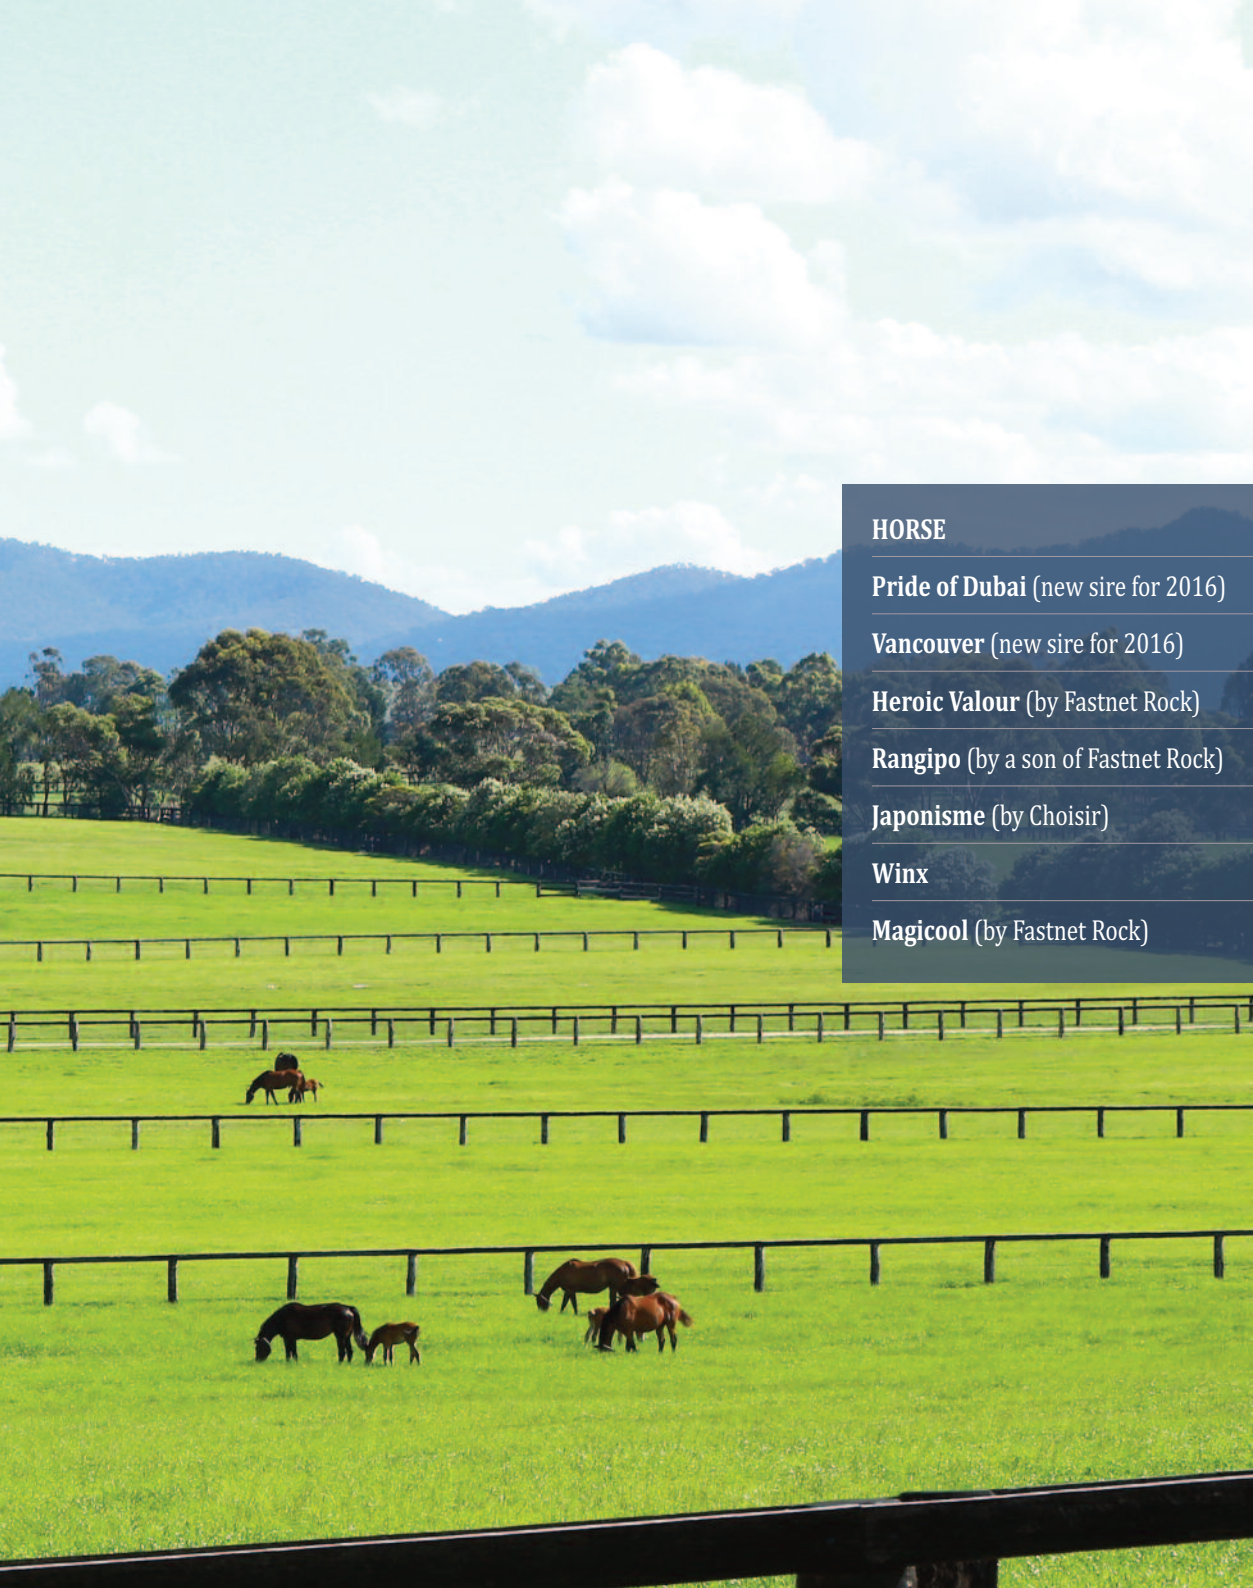 HORSE
Pride of Dubai (new sire for 2016)
Vancouver (new sire for 2016)
Heroic Valour (by Fastnet Rock)
Rangipo (by a son of Fastnet Rock)
Japonisme (by Choisir)
Winx
Magicool (by Fastnet Rock)